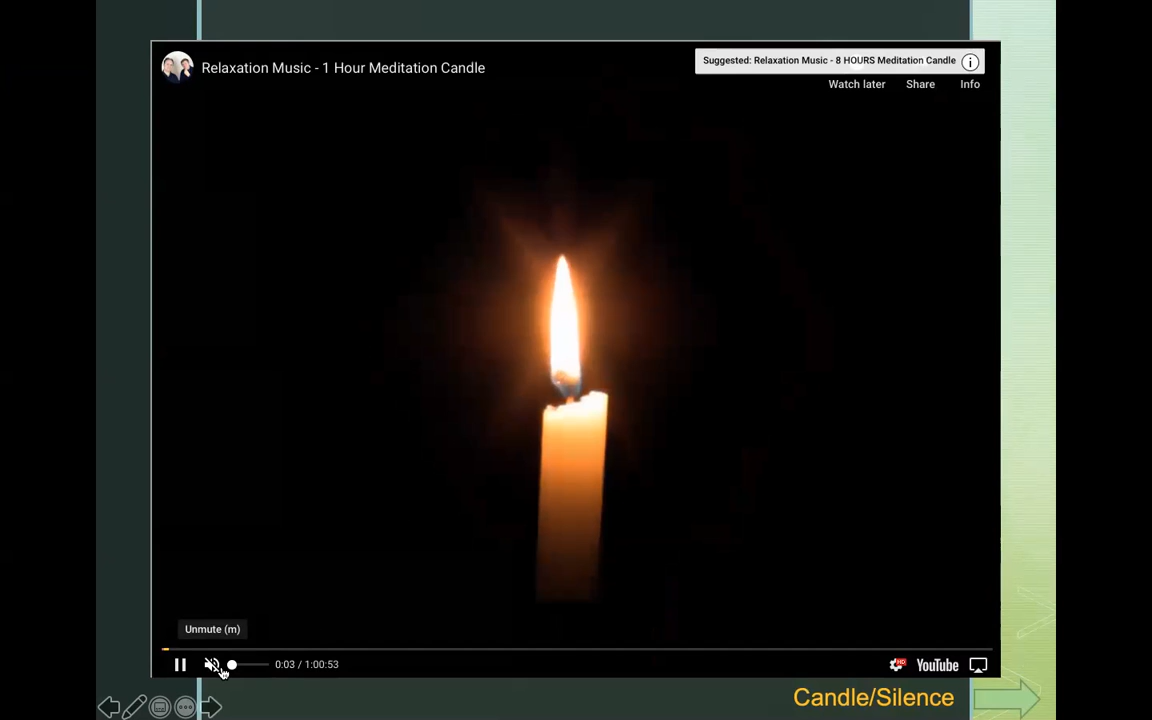 Relaxation Music - 1 Hour Meditation Candle
Suggested: Relaxation Music - 8 HOURS Meditation Candle
Watch later
Share
Info
Unmute (m)
0:03 / 1:00:53
HD
YouTube
Candle/Silence